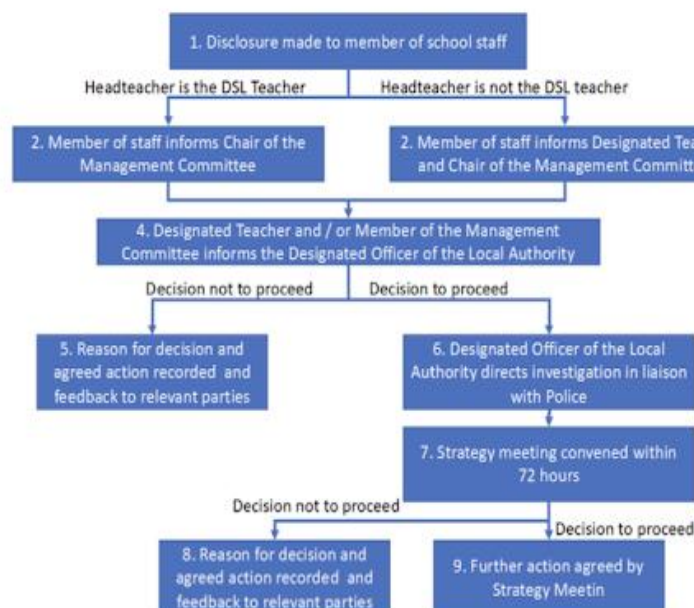 1. Disclosure made to member of school staff
Headteacher is the DSL Teacher
Headteacher is not the DSL teacher
2. Member of staff informs Chair of the
Management Committee
2. Member of staff informs Designated Tea
and Chair of the Management Committ
4. Designated Teacher and / or Member of the Management
Committee informs the Designated Officer of the Local Authority
Decision not to proceed
Decision to proceed
5. Reason for decision and
agreed action recorded and
feedback to relevant parties
6. Designated Officer of the Local
Authority directs investigation in liaison
with Police
7. Strategy meeting convened within
72 hours
Decision not to proceed
Decision to proceed
8. Reason for decision and
agreed action recorded and
feedback to relevant parties
9. Further action agreed by
Strategy Meetin